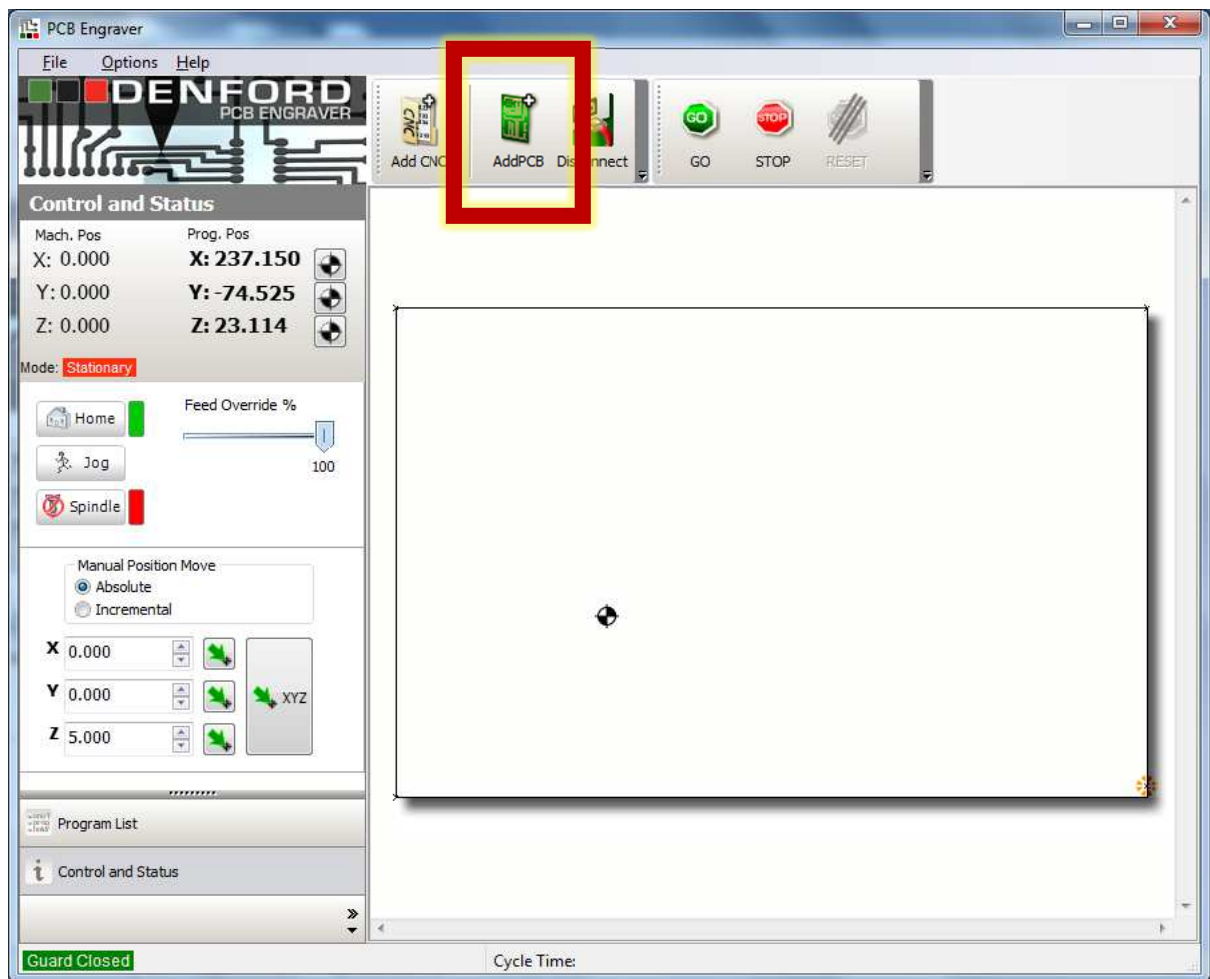 PCB Engraver
File Options Help
DENFORD
PCB ENGRAVER
CNC
Add CNC
AddPCB
Disconnect
GO
GO
STOP
STOP
RESET
Control and Status
Mach. Pos Prog. Pos
X: 0.000 X: 237.150
Y: 0.000 Y: -74.525
Z: 0.000 Z: 23.114
Mode: Stationary
Home
Feed Override %
Jog
100
Spindle
Manual Position Move
Absolute
Incremental
X 0.000
Y 0.000
XYZ
Z 5.000
Program List
Control and Status
Guard Closed
Cycle Time: